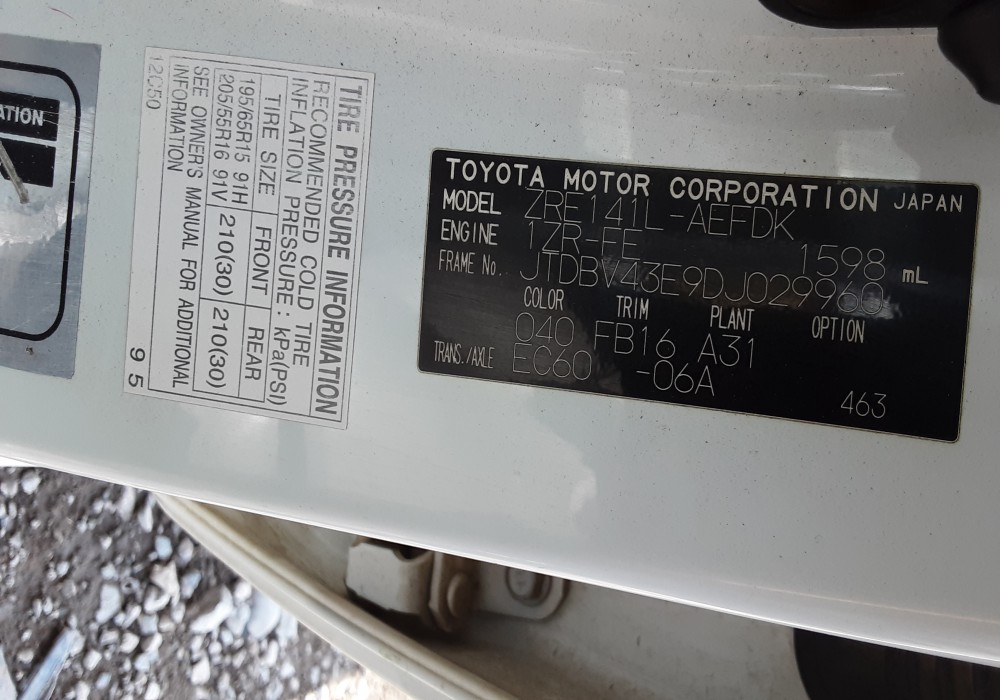 ATION
TIRE PRESSURE INFORMATION
RECOMMENDED COLD TIRE
INFLATION PRESSURE : kPa(PSI)
TIRE SIZE FRONT REAR
195/65R15 91H
205/55R16 91V 210(30) 210(30)
SEE OWNER'S MANUAL FOR ADDITIONAL
INFORMATION
12C50 9 5
TOYOTA MOTOR CORPORATION JAPAN
MODEL ZRE141L-AEFDK
ENGINE 1ZR-FE 1598 mL
FRAME No. JTDBV43E9DJ029960
COLOR TRIM PLANT OPTION
040 FB16 A31
TRANS./AXLE EC60 -06A
463